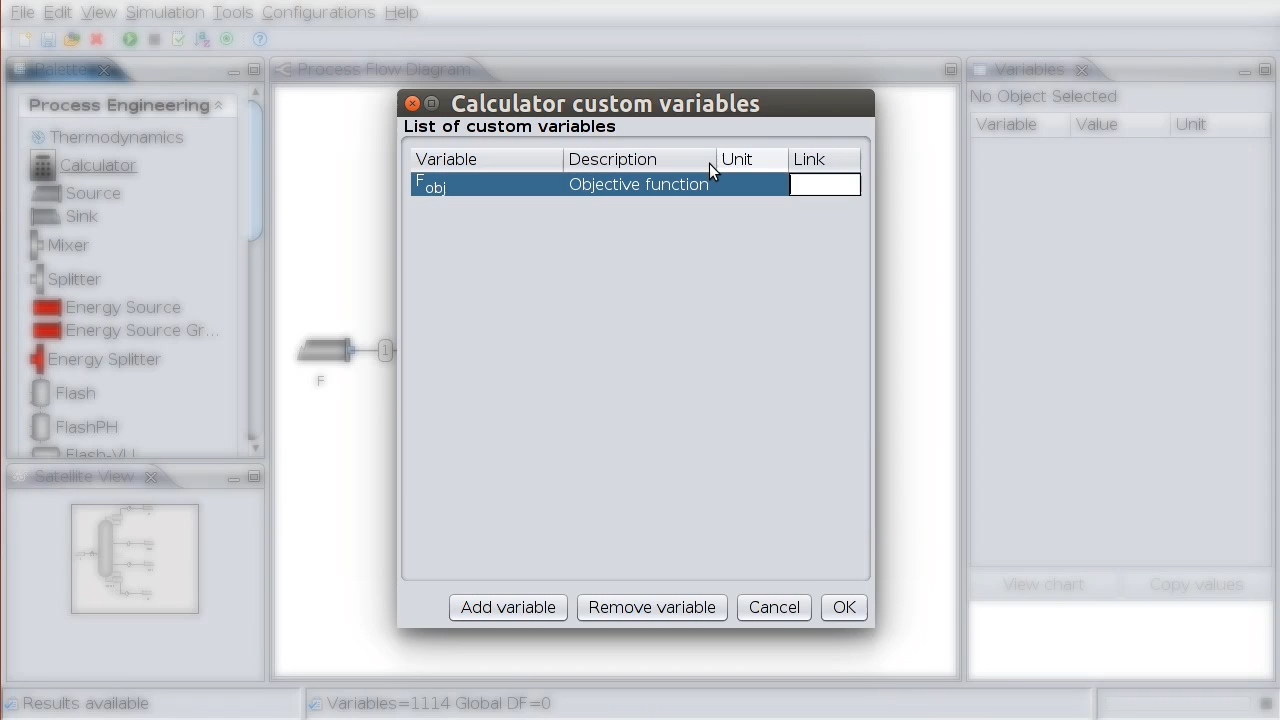 File Edit View Simulation Tools Configurations Help
Palette
Process Engineering
Thermodynamics
Calculator
Source
Sink
Mixer
Splitter
Energy Source
Energy Source Gr...
Energy Splitter
Flash
FlashPH
Flash-VLL
Satellite View
Process Flow Diagram
1
F
Calculator custom variables
List of custom variables
Variable Description Unit Link
Fobj Objective function
Add variable Remove variable Cancel OK
Variables
No Object Selected
Variable Value Unit
View chart Copy values
Results available
Variables=1114 Global DF=0